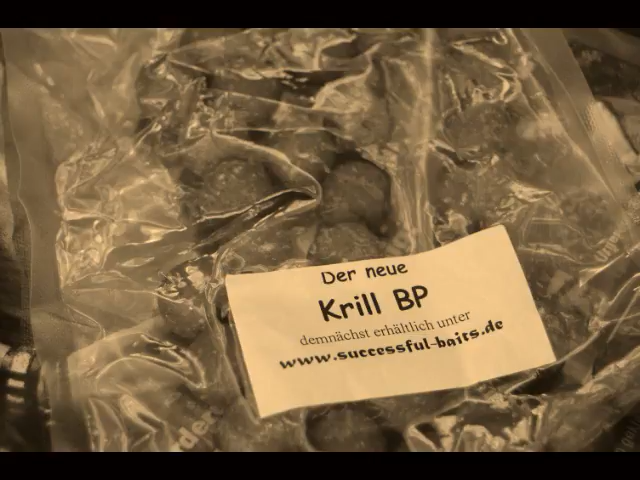 Der neue
Krill BP
demnächst erhältlich unter
www.successful-baits.de